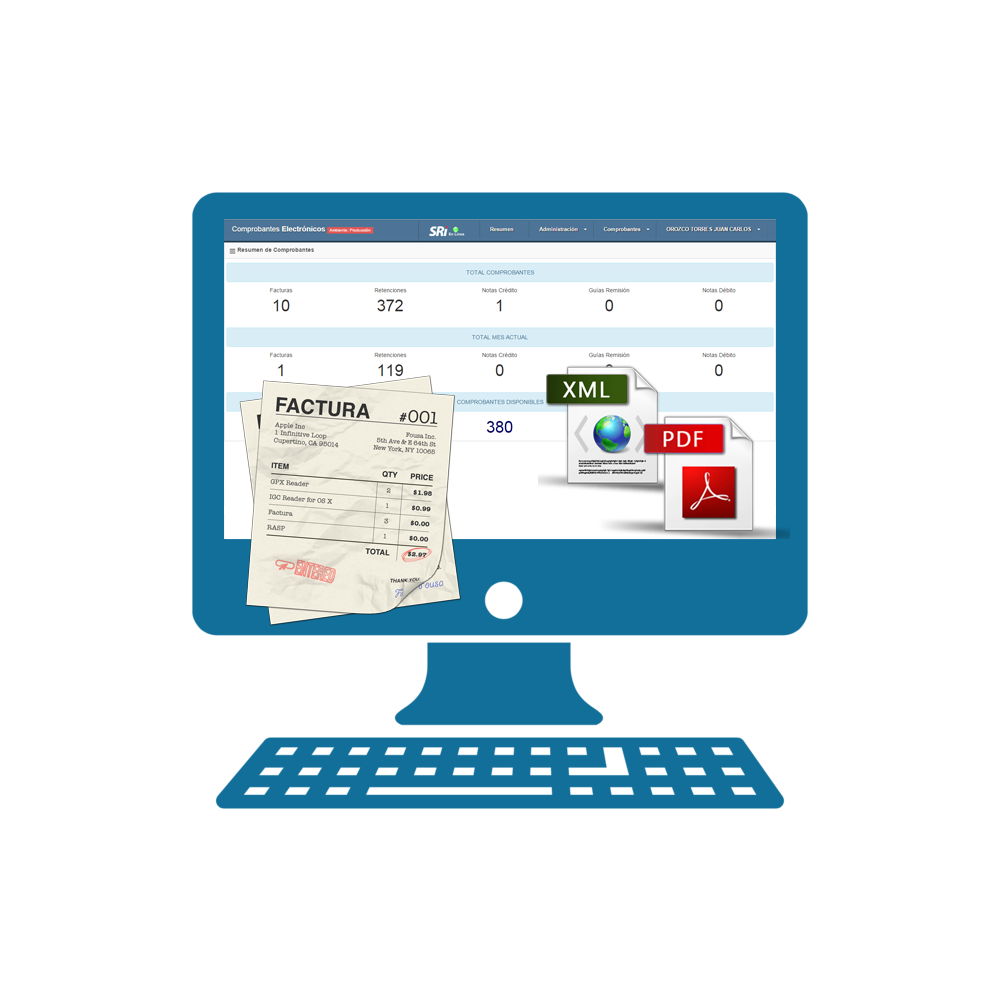 Comprobantes Electrónicos Ambiente: Producción SRi En Línea Resumen Administración Comprobantes OROZCO TORRES JUAN CARLOS
Resumen de Comprobantes
TOTAL COMPROBANTES
Facturas Retenciones Notas Crédito Guías Remisión Notas Débito
10 372 1 0 0
TOTAL MES ACTUAL
Facturas Retenciones Notas Crédito Guías Remisión Notas Débito
1 119 0 0
COMPROBANTES DISPONIBLES
380
FACTURA #001
Apple Inc
1 Infinitive Loop
Cupertino, CA 95014
Fousa Inc.
5th Ave & E 64th St
New York, NY 10065
ITEM QTY PRICE
GPX Reader 2 $1.98
IGC Reader for OS X 1 $0.99
Factura 3 $0.00
RASP 1 $0.00
TOTAL $2.97
ENTERED
THANK YOU
XML
PDF